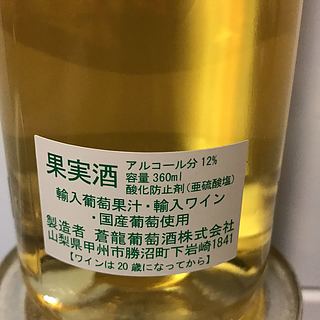 果実酒 アルコール分12%
容量 360ml
酸化防止剤(亜硫酸塩)
輸入葡萄果汁・輸入ワイン
・国産葡萄使用
製造者 蒼龍葡萄酒株式会社
山梨県甲州市勝沼町下岩崎1841
【ワインは20歳になってから】